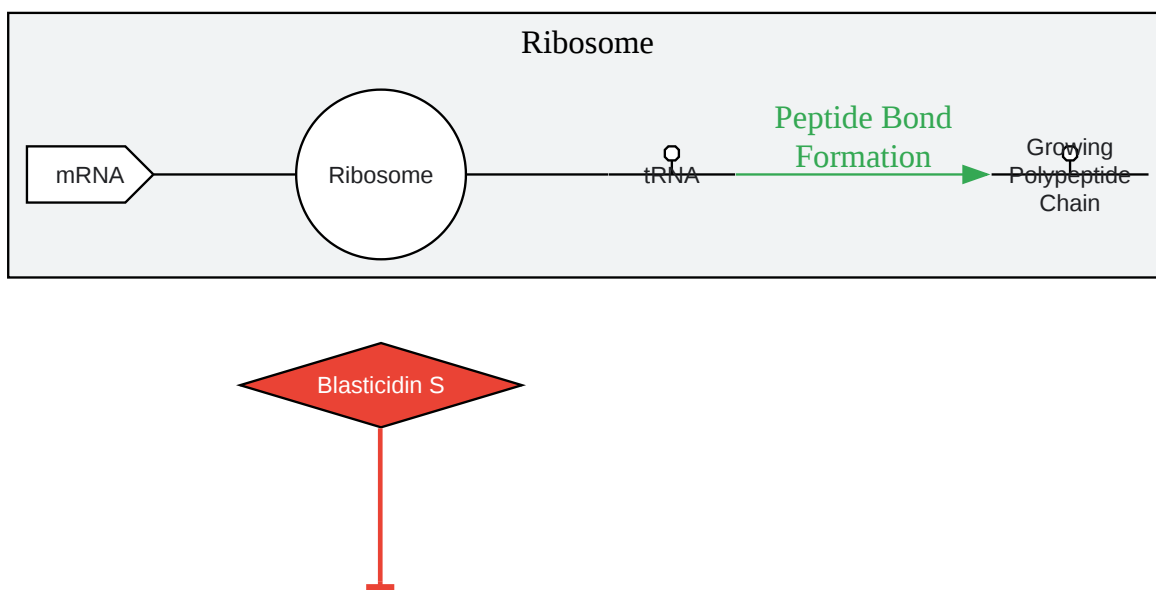 Ribosome
mRNA
Ribosome
tRNA
Peptide Bond
Formation
Growing
Polypeptide
Chain
Blasticidin S